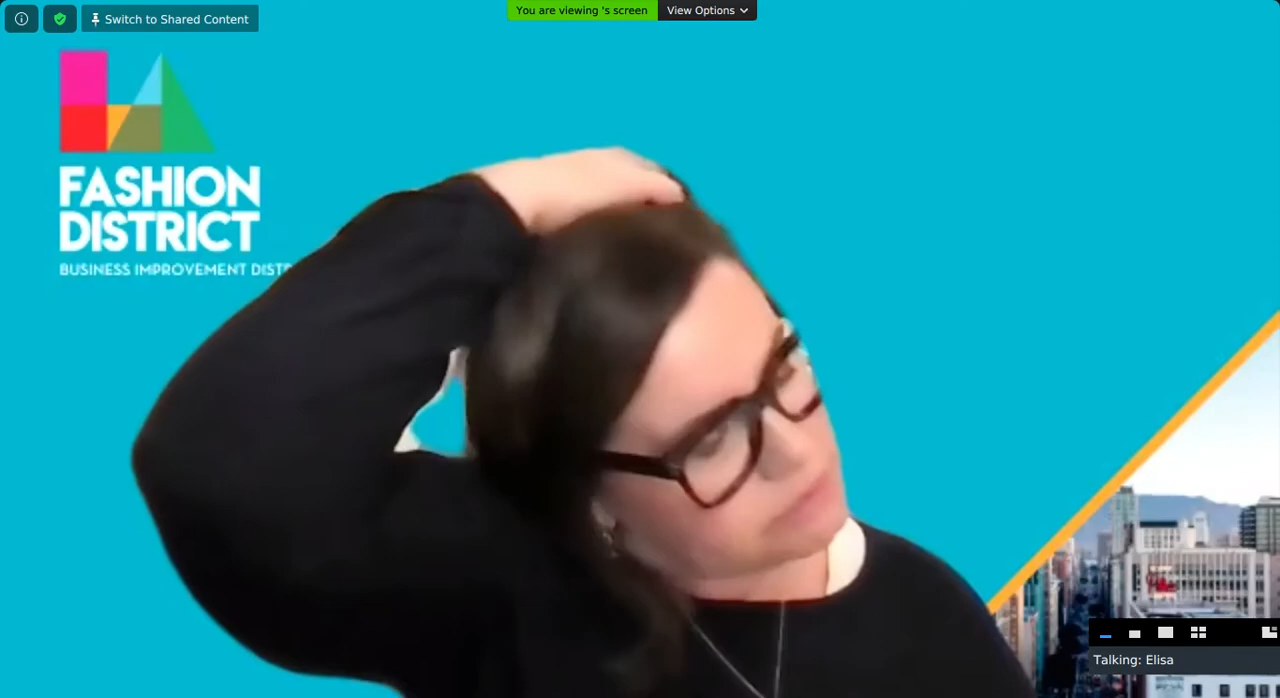 Switch to Shared Content
You are viewing 's screen
View Options
FASHION
DISTRICT
BUSINESS IMPROVEMENT DISTR
Talking: Elisa